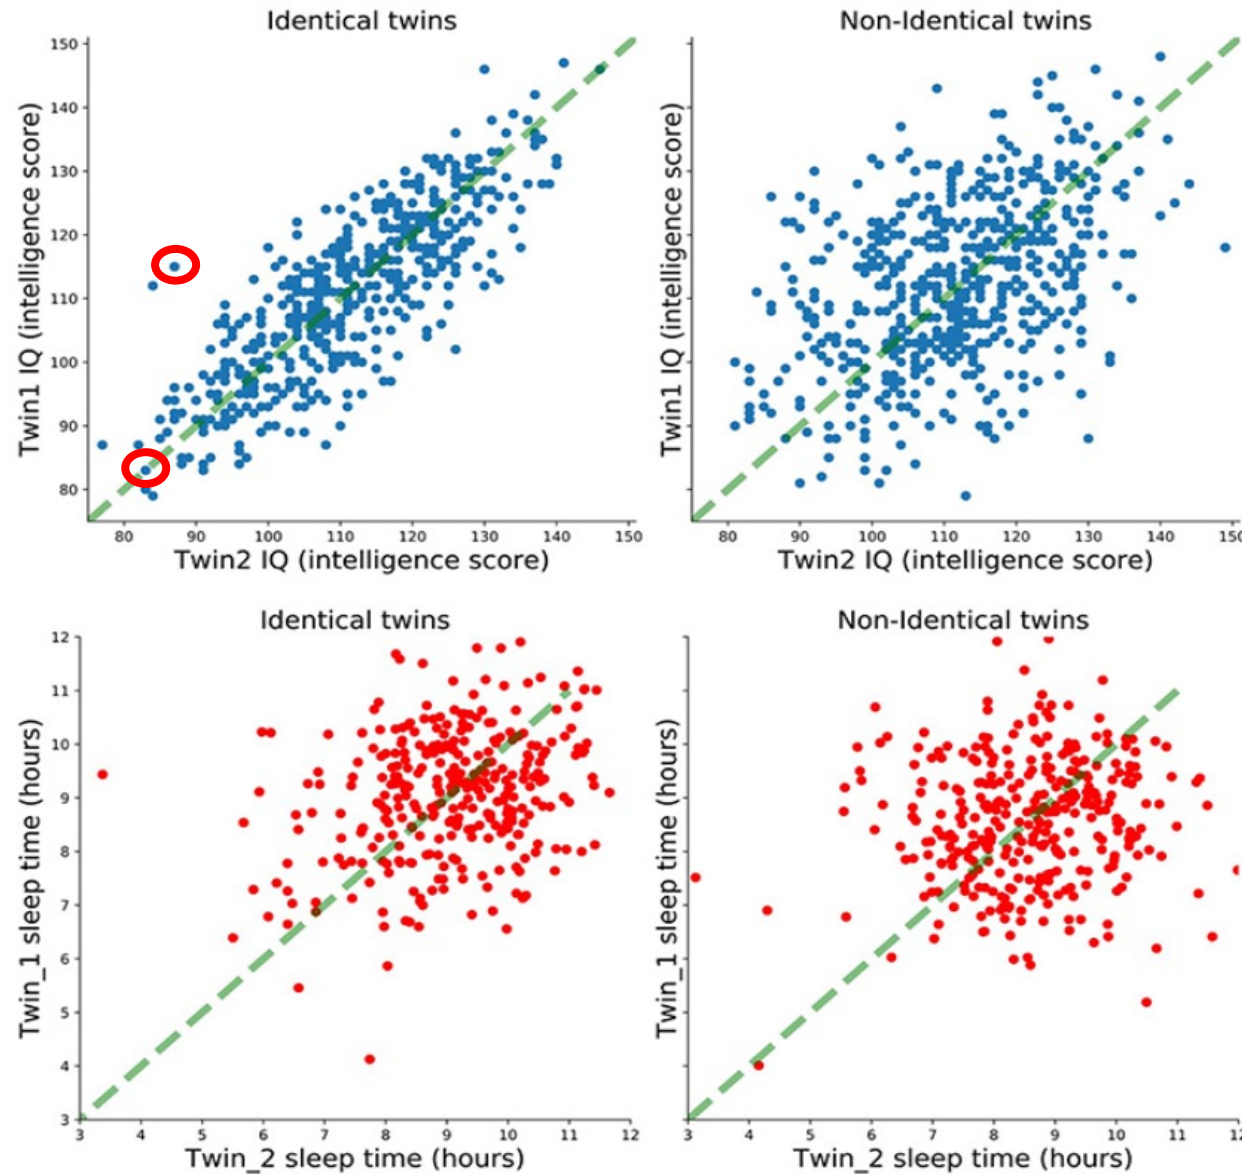 Identical twins
Non-Identical twins
150
140
130
120
110
100
90
80
Twin1 IQ (intelligence score)
Twin1 IQ (intelligence score)
80 90 100 110 120 130 140 150
80 90 100 110 120 130 140 150
Twin2 IQ (intelligence score)
Twin2 IQ (intelligence score)
Identical twins
Non-Identical twins
12
11
10
9
8
7
6
5
4
3
Twin_1 sleep time (hours)
Twin_1 sleep time (hours)
3 4 5 6 7 8 9 10 11 12
3 4 5 6 7 8 9 10 11 12
Twin_2 sleep time (hours)
Twin_2 sleep time (hours)